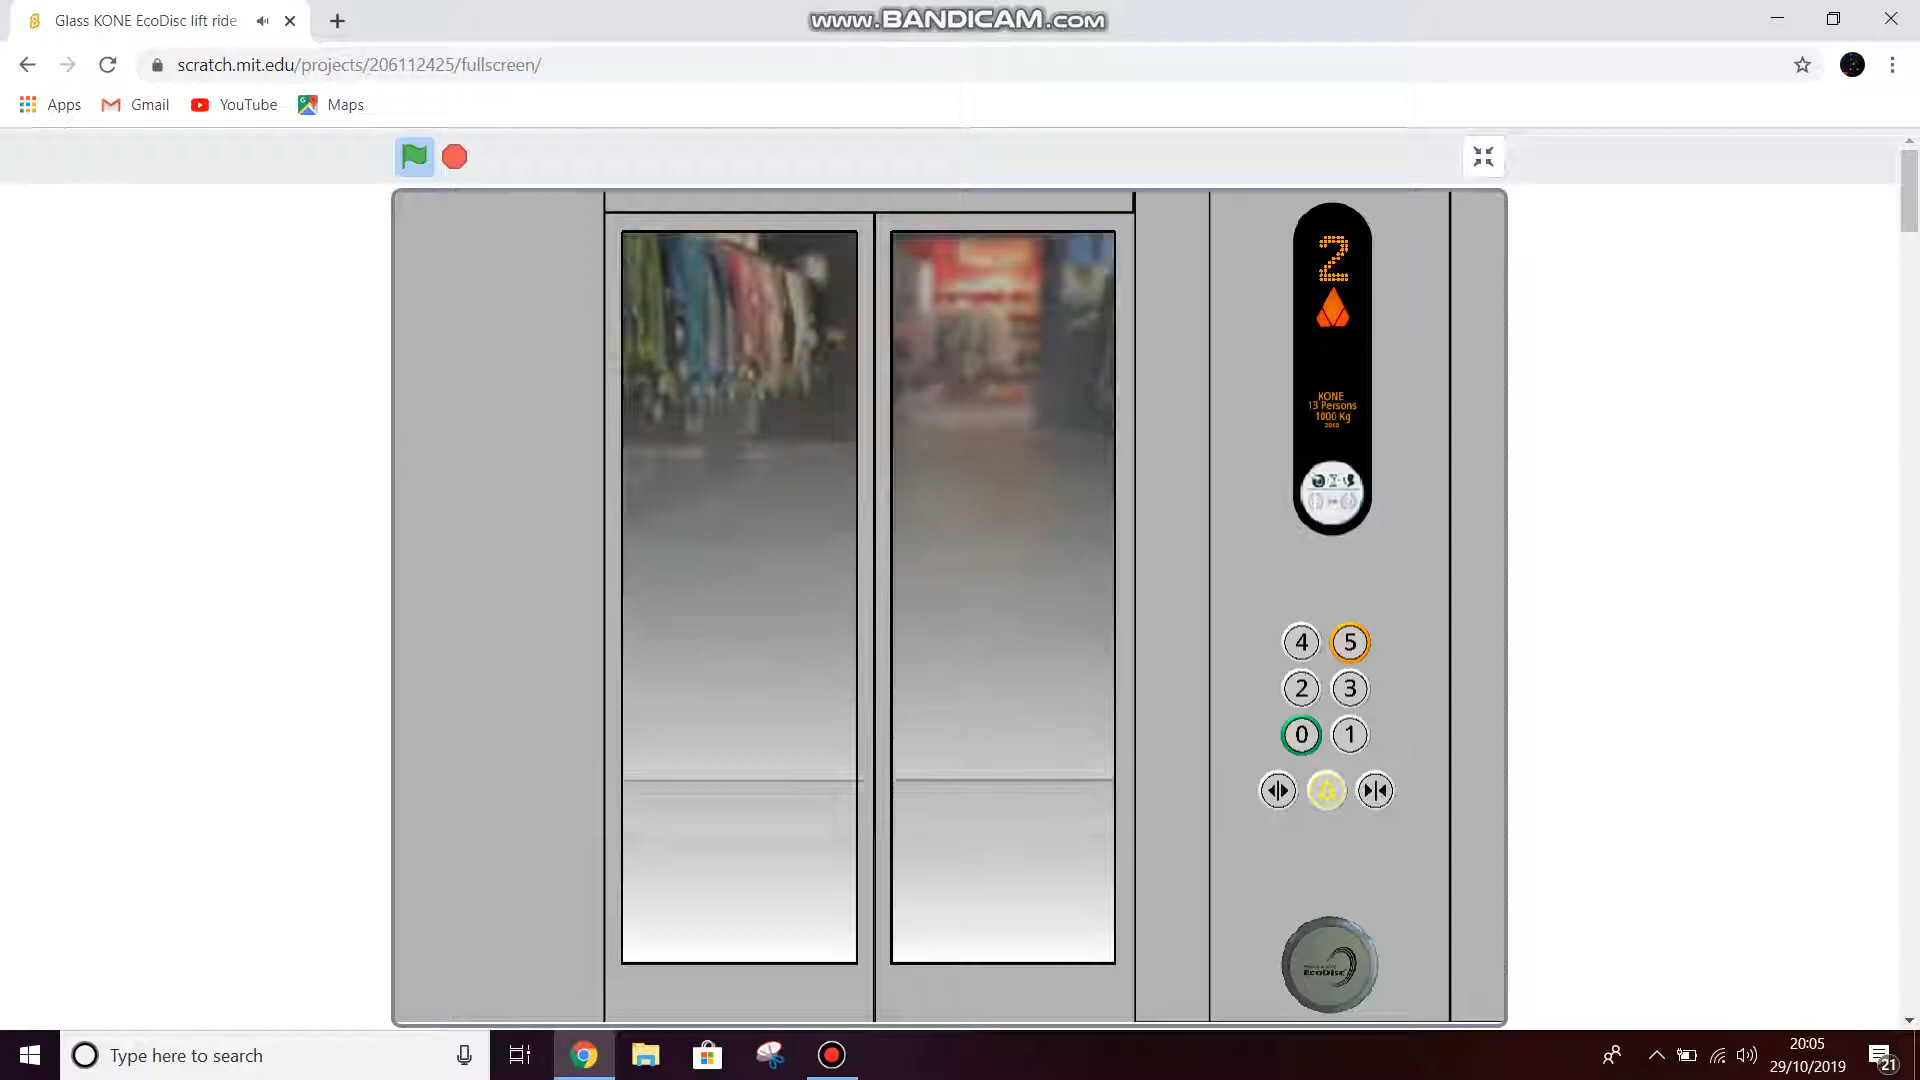 Glass KONE EcoDisc lift ride
www.BANDICAM.com
scratch.mit.edu/projects/206112425/fullscreen/
Apps
Gmail
YouTube
Maps
2
KONE
13 Persons
1000 Kg
2010
4 5
2 3
0 1
EcoDisc
Type here to search
20:05
29/10/2019
21